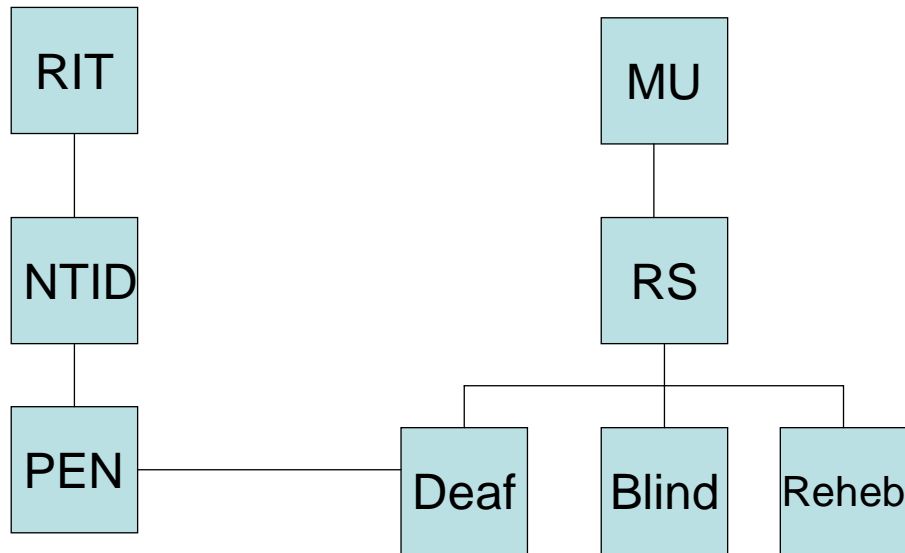 RIT
MU
NTID
RS
PEN
Deaf
Blind
Reheb